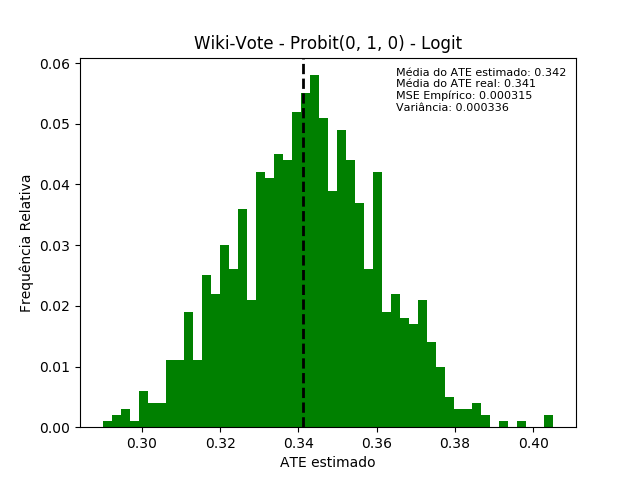 Wiki-Vote - Probit(0, 1, 0) - Logit
Média do ATE estimado: 0.342
Média do ATE real: 0.341
MSE Empírico: 0.000315
Variância: 0.000336
Frequência Relativa
0.06
0.05
0.04
0.03
0.02
0.01
0.00
0.30 0.32 0.34 0.36 0.38 0.40
ATE estimado